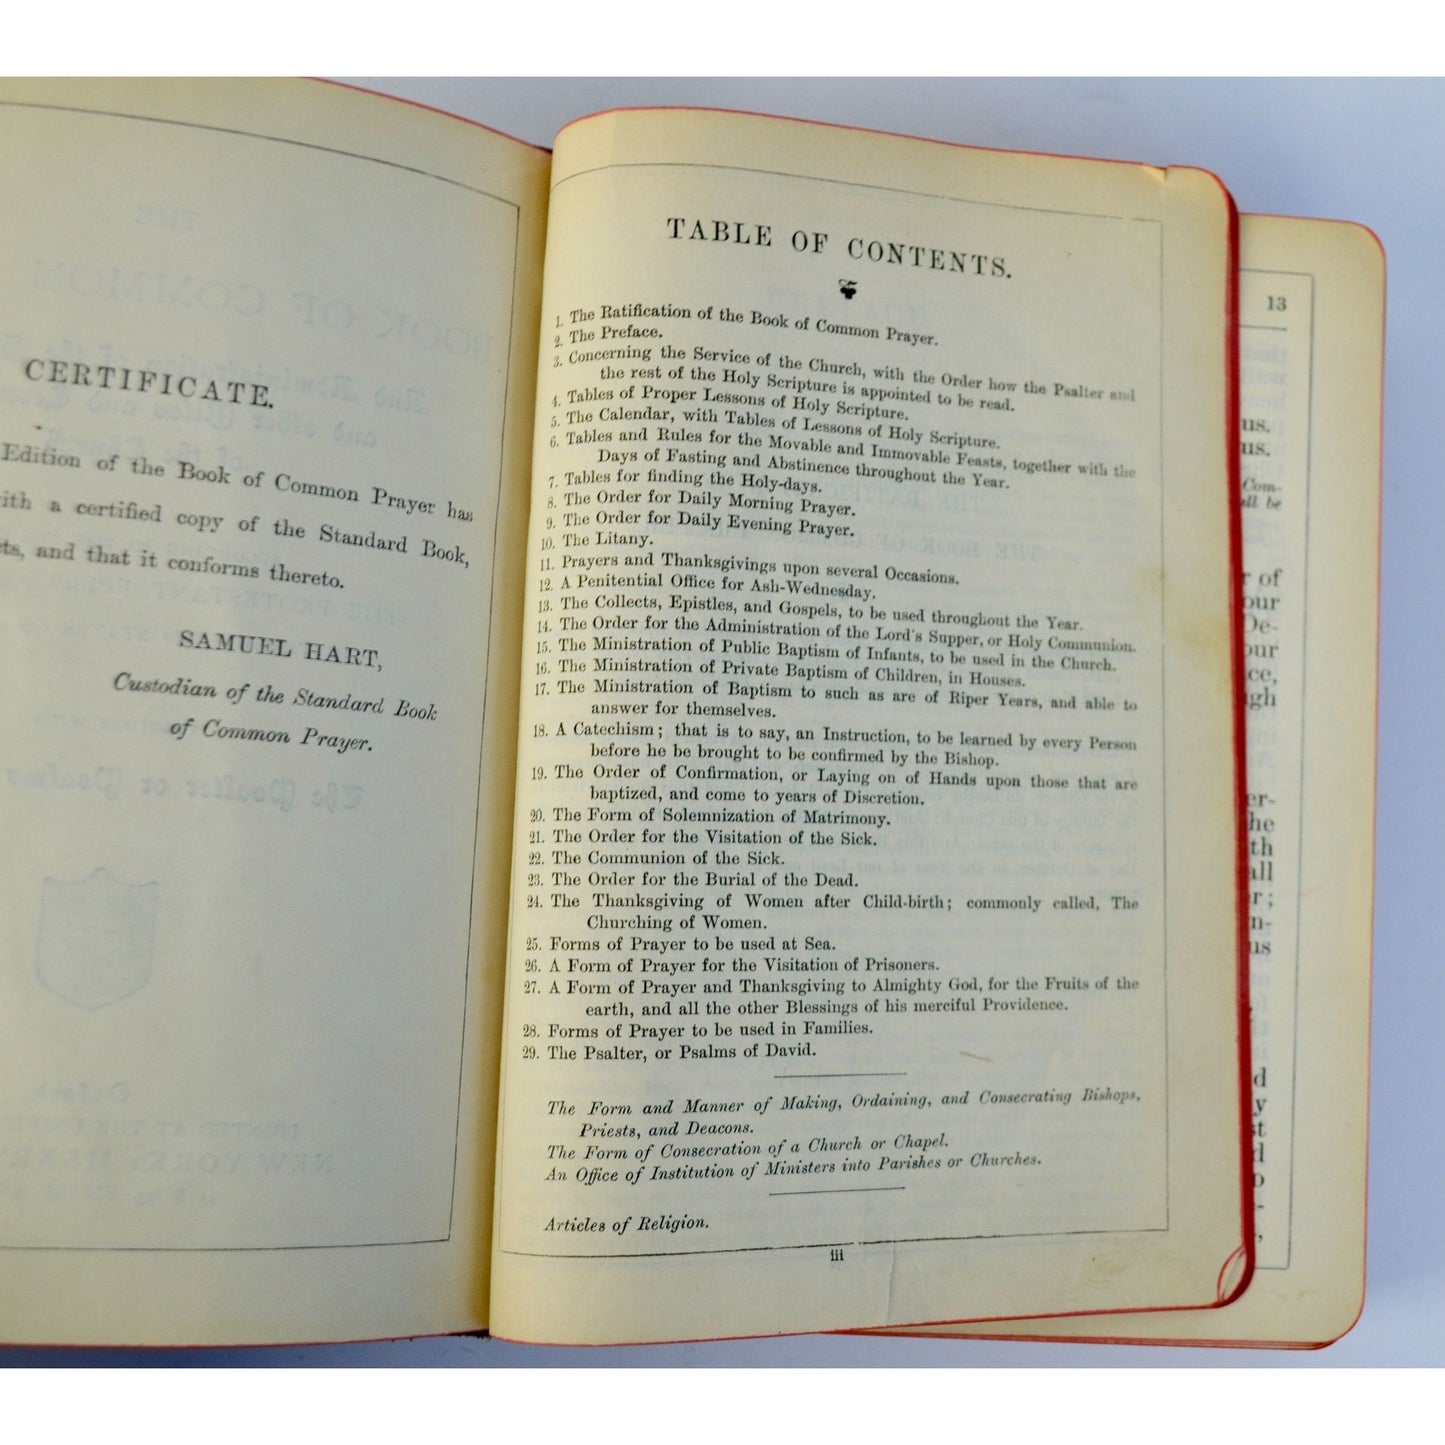 CERTIFICATE.
Edition of the Book of Common Prayer has
with a certified copy of the Standard Book,
and that it conforms thereto.
SAMUEL HART,
Custodian of the Standard Book
of Common Prayer.
TABLE OF CONTENTS.
1. The Ratification of the Book of Common Prayer.
2. The Preface.
3. Concerning the Service of the Church, with the Order how the Psalter and
the rest of the Holy Scripture is appointed to be read.
4. Tables of Proper Lessons of Holy Scripture.
5. The Calendar, with Tables of Lessons of Holy Scripture.
6. Tables and Rules for the Movable and Immovable Feasts, together with the
Days of Fasting and Abstinence throughout the Year.
7. Tables for finding the Holy-days.
8. The Order for Daily Morning Prayer.
9. The Order for Daily Evening Prayer.
10. The Litany.
11. Prayers and Thanksgivings upon several Occasions.
12. A Penitential Office for Ash-Wednesday.
13. The Collects, Epistles, and Gospels, to be used throughout the Year.
14. The Order for the Administration of the Lord's Supper, or Holy Communion.
15. The Ministration of Public Baptism of Infants, to be used in the Church.
16. The Ministration of Private Baptism of Children, in Houses.
17. The Ministration of Baptism to such as are of Riper Years, and able to
answer for themselves.
18. A Catechism; that is to say, an Instruction, to be learned by every Person
before he be brought to be confirmed by the Bishop.
19. The Order of Confirmation, or Laying on of Hands upon those that are
baptized, and come to years of Discretion.
20. The Form of Solemnization of Matrimony.
21. The Order for the Visitation of the Sick.
22. The Communion of the Sick.
23. The Order for the Burial of the Dead.
24. The Thanksgiving of Women after Child-birth; commonly called, The
Churching of Women.
25. Forms of Prayer to be used at Sea.
26. A Form of Prayer for the Visitation of Prisoners.
27. A Form of Prayer and Thanksgiving to Almighty God, for the Fruits of the
earth, and all the other Blessings of his merciful Providence.
28. Forms of Prayer to be used in Families.
29. The Psalter, or Psalms of David.
The Form and Manner of Making, Ordaining, and Consecrating Bishops,
Priests, and Deacons.
The Form of Consecration of a Church or Chapel.
An Office of Institution of Ministers into Parishes or Churches.
Articles of Religion.
iii
13